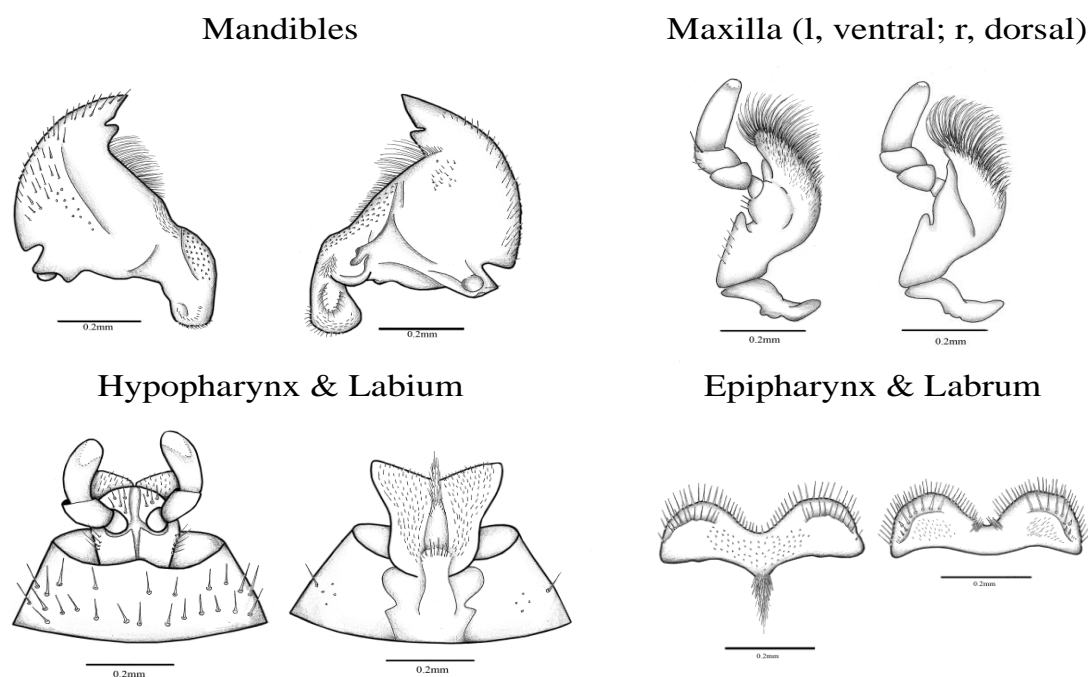 Mandibles
Maxilla (l, ventral; r, dorsal)
0.2mm
0.2mm
0.2mm
0.2mm
Hypopharynx & Labium
Epipharynx & Labrum
0.2mm
0.2mm
0.2mm
0.2mm